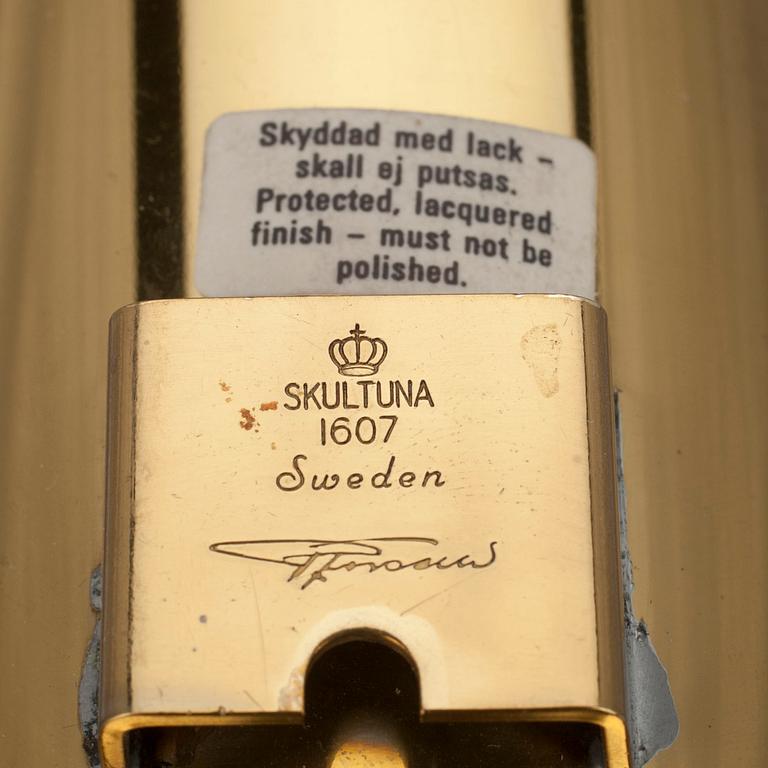 Skyddad med lack –
skall ej putsas.
Protected, lacquered
finish – must not be
polished.
SKULTUNA
1607
Sweden